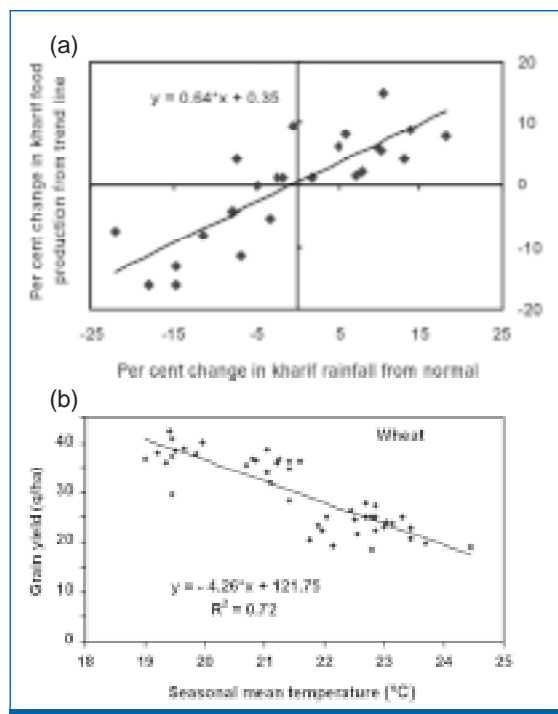 (a)
Per cent change in kharif food
production from trend line
y = 0.64*x + 0.35
20
10
0
-10
-20
-25
-15
-5
5
15
25
Per cent change in kharif rainfall from normal
(b)
Wheat
Grain yield (q/ha)
40
30
20
10
0
y = - 4.26*x + 121.75
R² = 0.72
18
19
20
21
22
23
24
25
Seasonal mean temperature (°C)